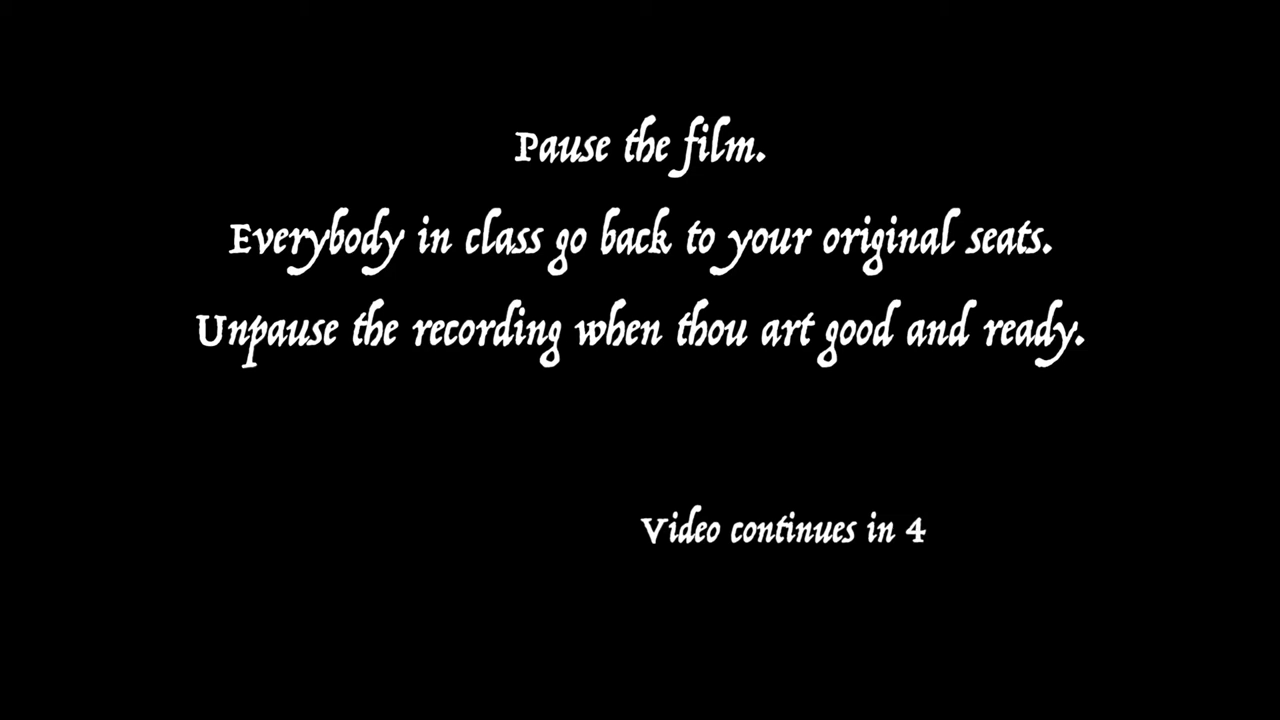 Pause the film.
Everybody in class go back to your original seats.
Unpause the recording when thou art good and ready.
Video continues in 4